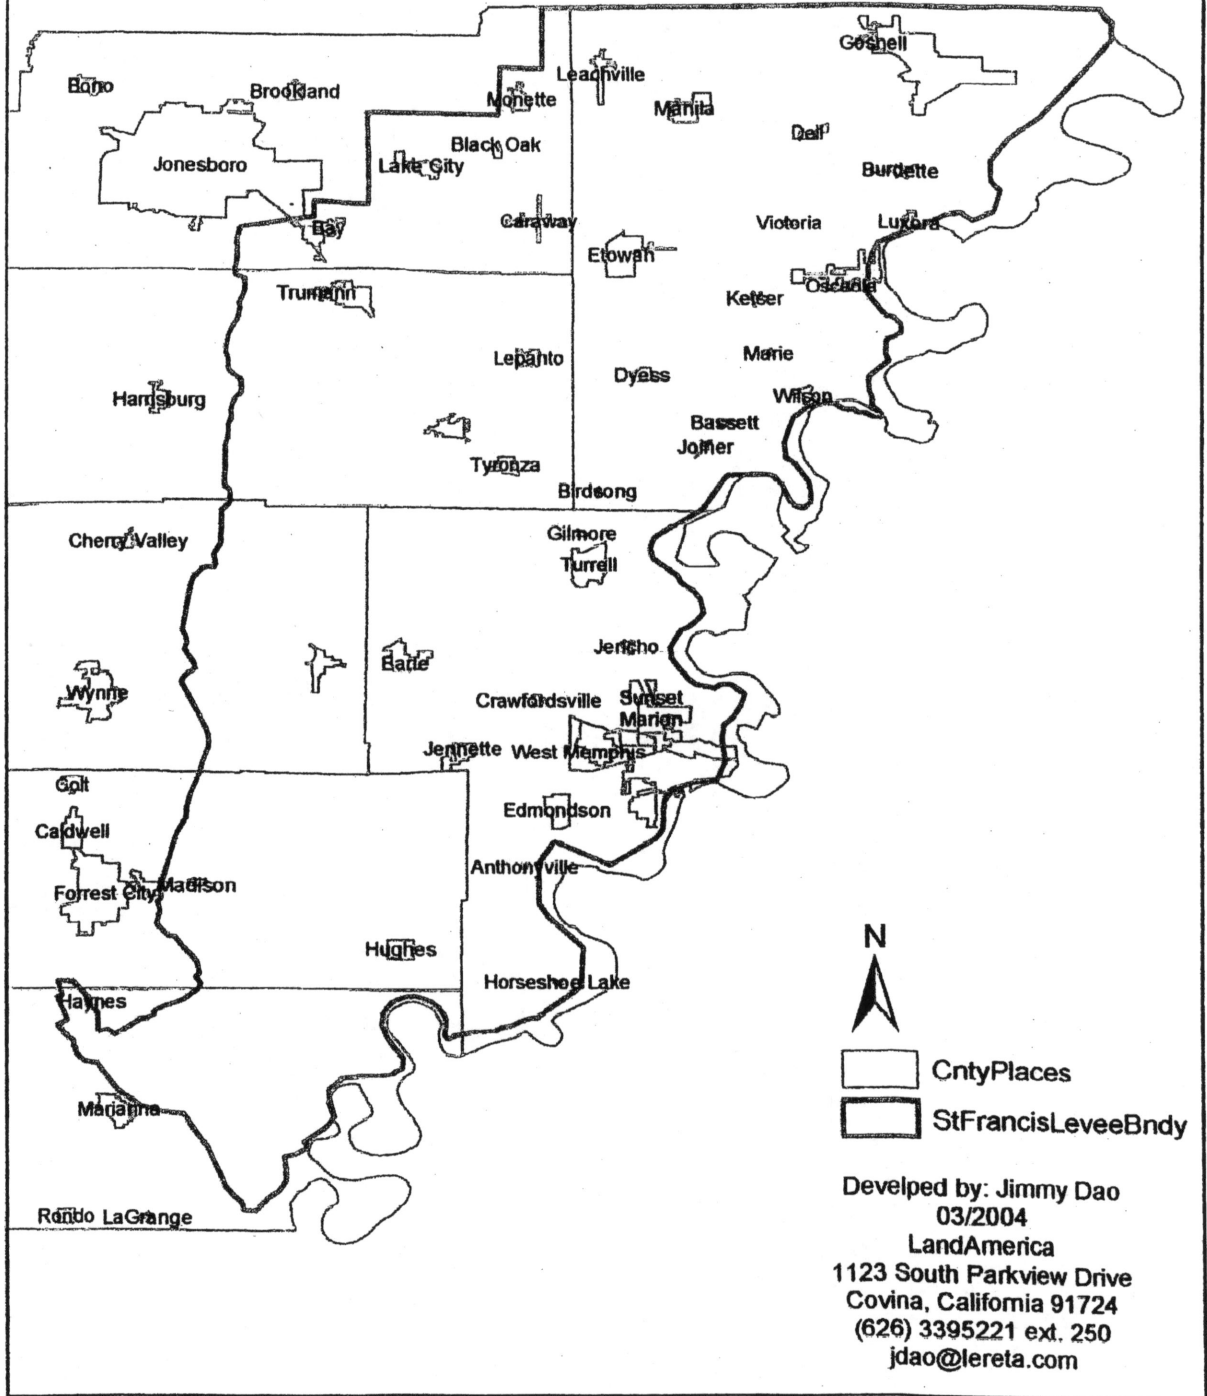 Goshell
Leachville
Bono
Brookland
Monette
Manila
Dell
Black Oak
Jonesboro
Lake City
Burdette
Caraway
Victoria
Luxora
Bay
Etowah
Trumann
Keiser
Osceola
Lepanto
Marie
Dyess
Harrisburg
Wilson
Bassett
Joiner
Tyronza
Birdsong
Gilmore
Cherry Valley
Turrell
Jericho
Earle
Wynne
Crawfordsville
Sunset
Marion
Jennette
West Memphis
Colt
Edmondson
Caldwell
Anthonyville
Forrest City
Madison
Hughes
Horseshoe Lake
Haynes
Marianna
Rondo
LaGrange
N
CntyPlaces
StFrancisLeveeBndy
Develped by: Jimmy Dao
03/2004
LandAmerica
1123 South Parkview Drive
Covina, California 91724
(626) 3395221 ext. 250
jdao@lereta.com